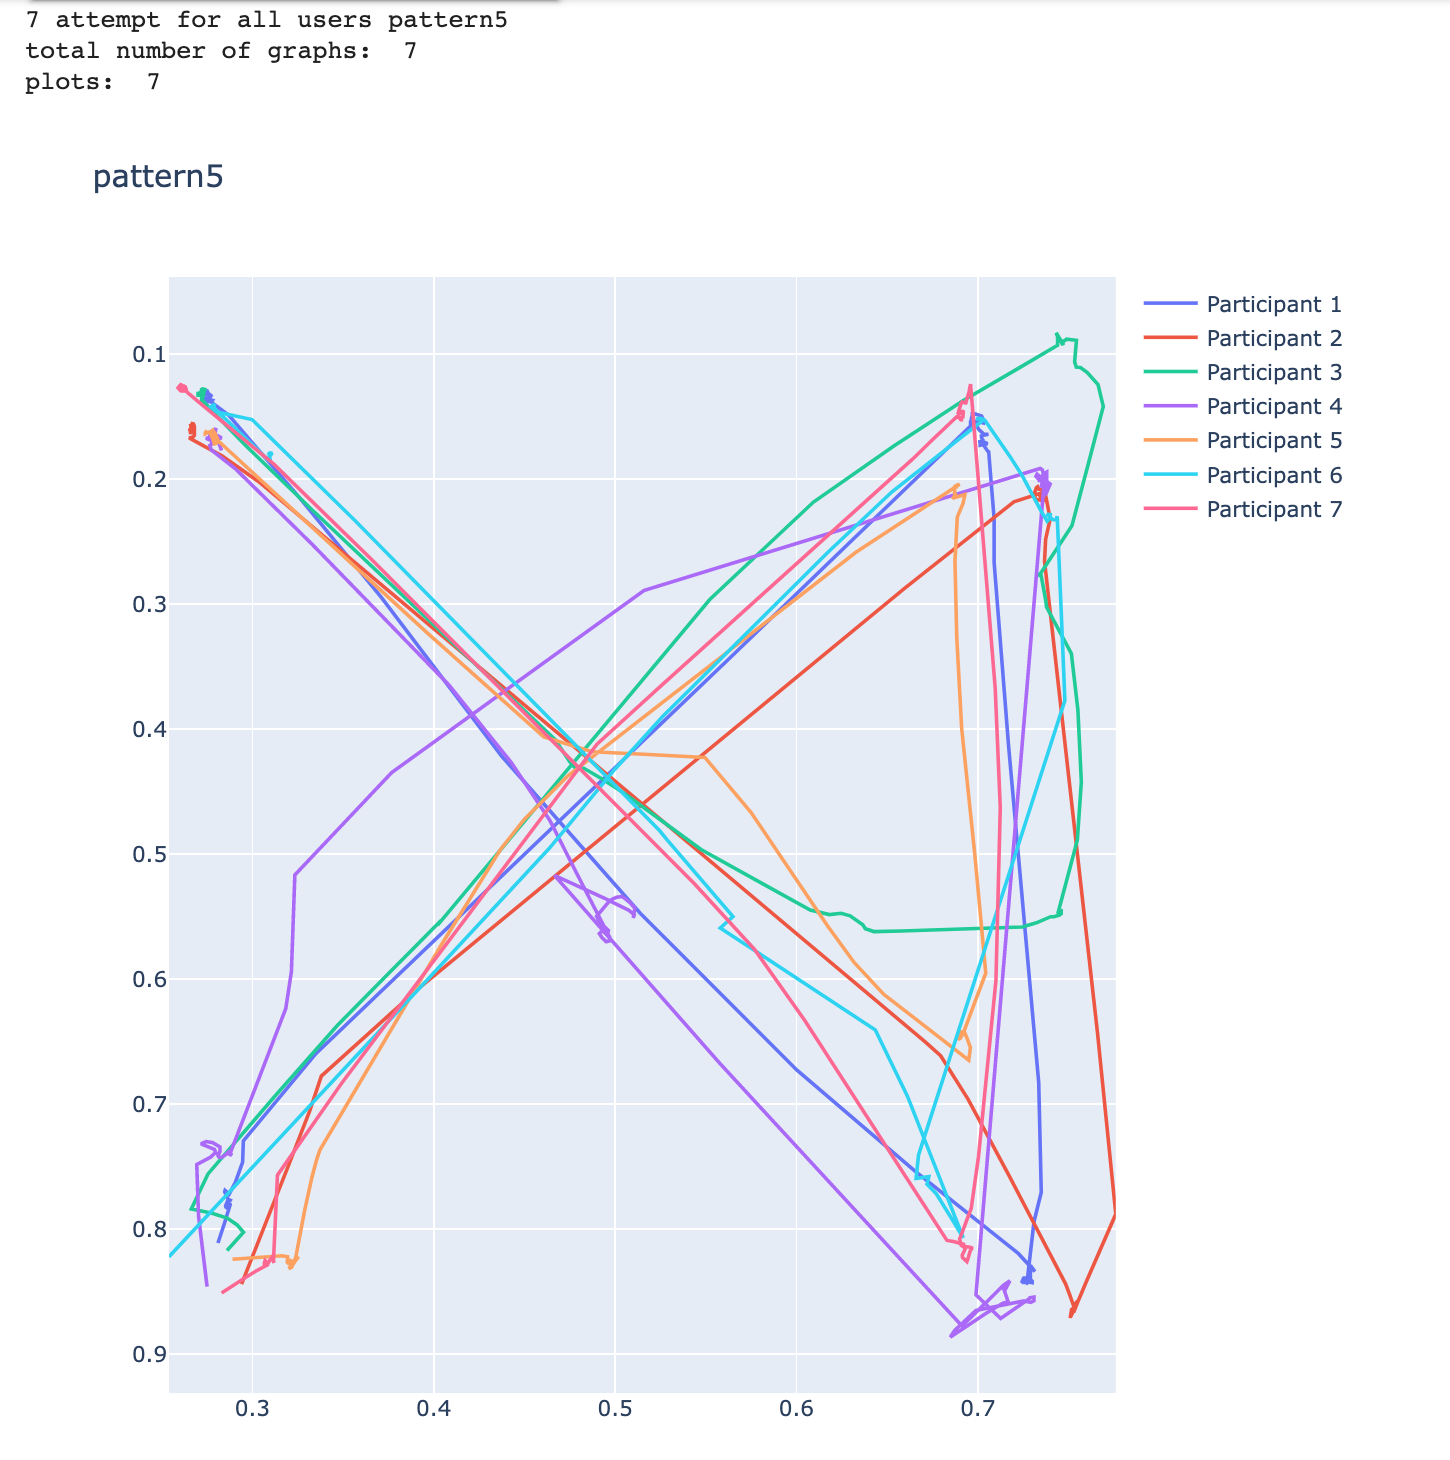 7 attempt for all users pattern5
total number of graphs:  7
plots:  7
pattern5
Participant 1
Participant 2
Participant 3
Participant 4
Participant 5
Participant 6
Participant 7
0.1
0.2
0.3
0.4
0.5
0.6
0.7
0.8
0.9
0.3 0.4 0.5 0.6 0.7